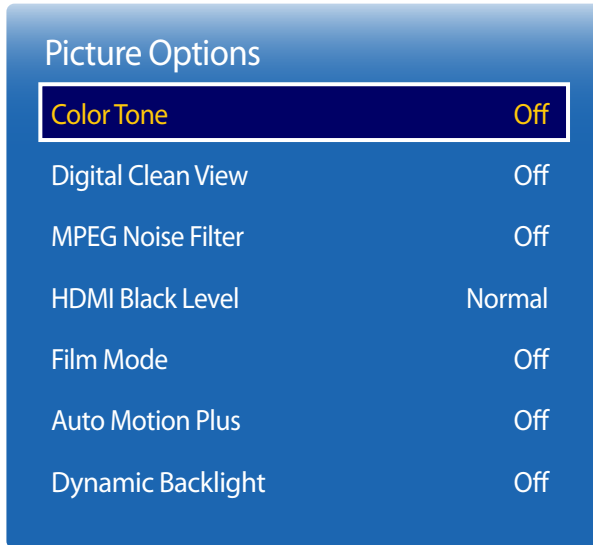 Picture Options
Color Tone Off
Digital Clean View Off
MPEG Noise Filter Off
HDMI Black Level Normal
Film Mode Off
Auto Motion Plus Off
Dynamic Backlight Off